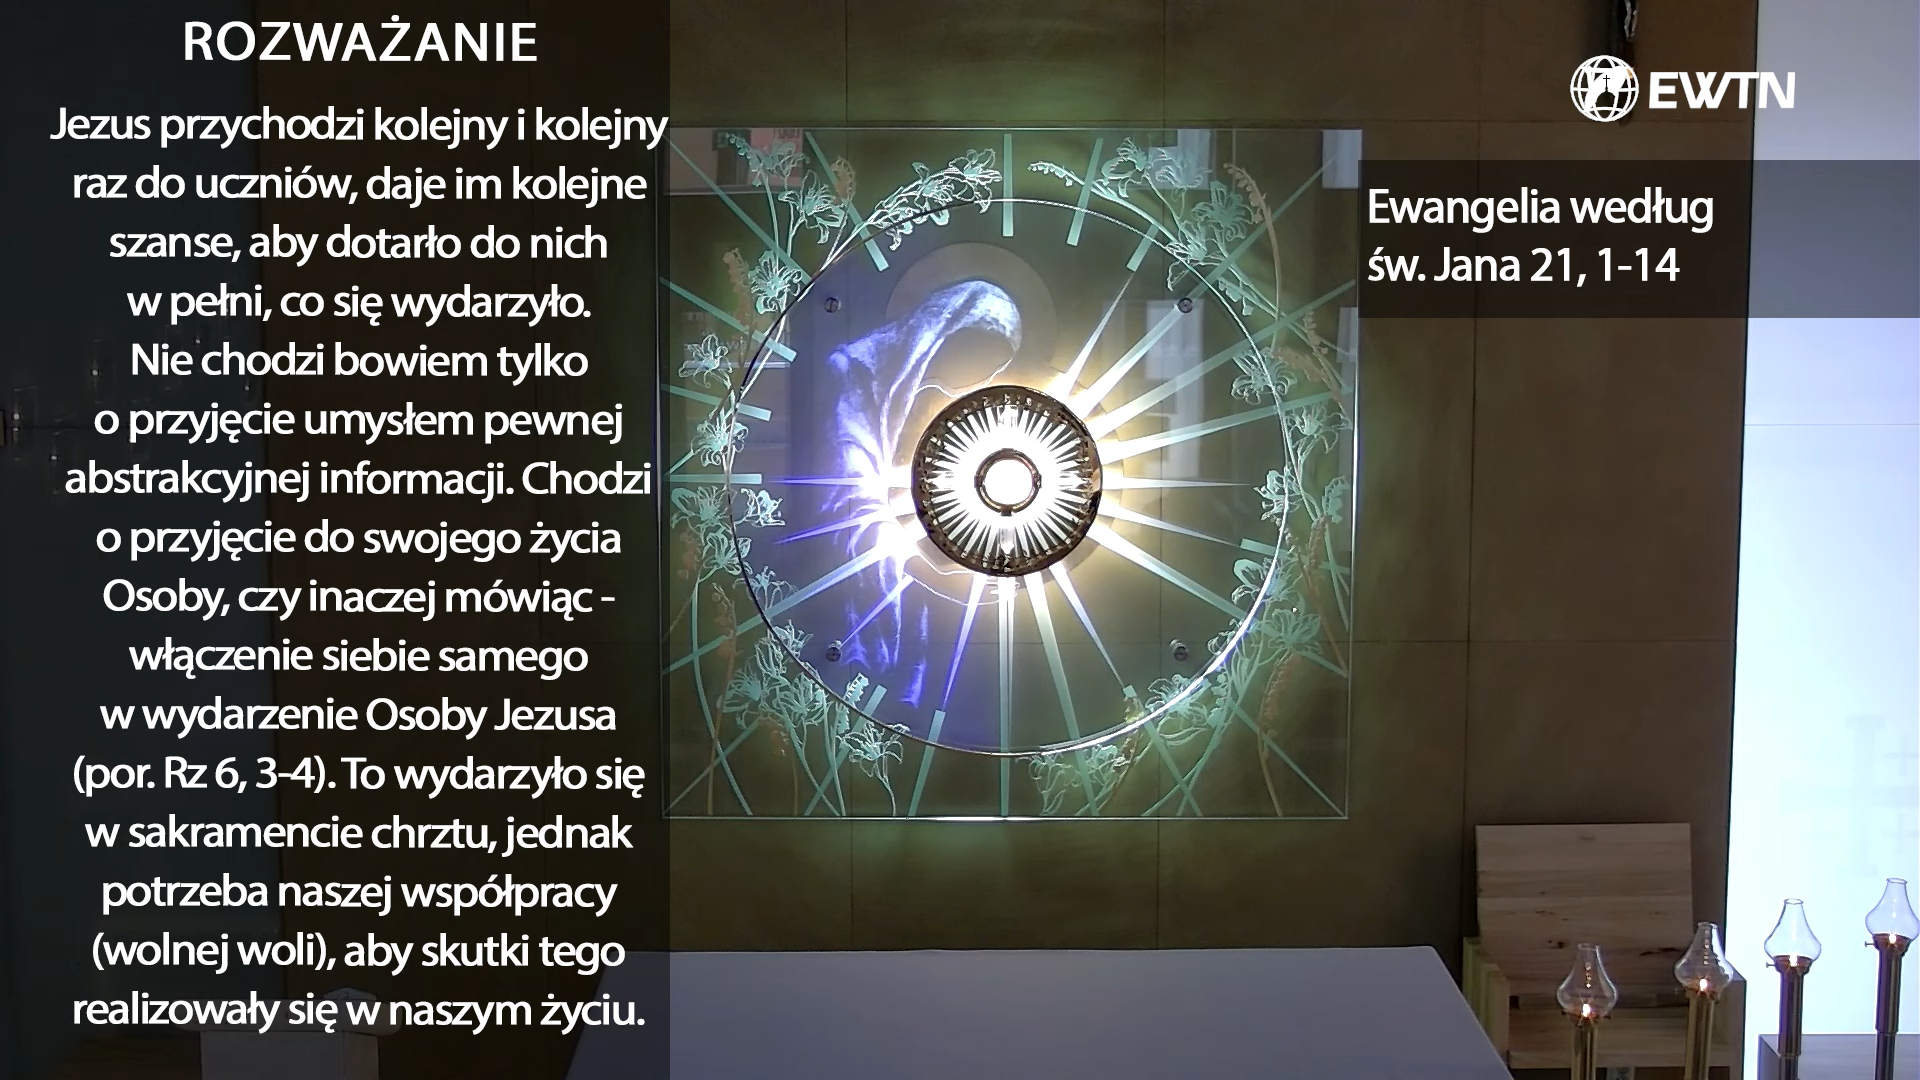 ROZWAŻANIE
Jezus przychodzi kolejny i kolejny
raz do uczniów, daje im kolejne
szanse, aby dotarło do nich
w pełni, co się wydarzyło.
Nie chodzi bowiem tylko
o przyjęcie umysłem pewnej
abstrakcyjnej informacji. Chodzi
o przyjęcie do swojego życia
Osoby, czy inaczej mówiąc -
włączenie siebie samego
w wydarzenie Osoby Jezusa
(por. Rz 6, 3-4). To wydarzyło się
w sakramencie chrztu, jednak
potrzeba naszej współpracy
(wolnej woli), aby skutki tego
realizowały się w naszym życiu.
EWTN
Ewangelia według
św. Jana 21, 1-14